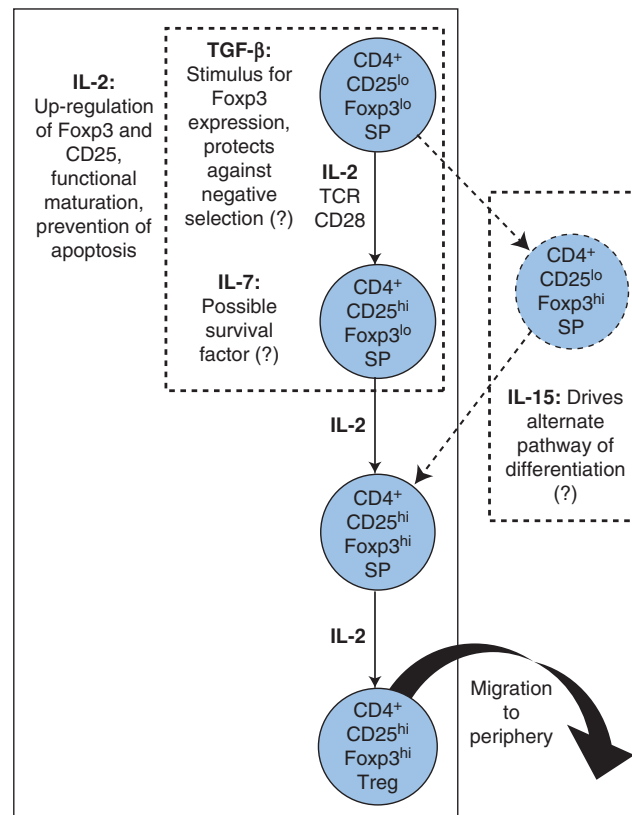 IL-2:
Up-regulation
of Foxp3 and
CD25,
functional
maturation,
prevention of
apoptosis
TGF-β:
Stimulus for
Foxp3
expression,
protects
against
negative
selection (?)
CD4⁺
CD25ˡᵒ
Foxp3ˡᵒ
SP
IL-2
TCR
CD28
IL-7:
Possible
survival
factor (?)
CD4⁺
CD25ʰⁱ
Foxp3ˡᵒ
SP
CD4⁺
CD25ˡᵒ
Foxp3ʰⁱ
SP
IL-15: Drives
alternate
pathway of
differentiation
(?)
IL-2
CD4⁺
CD25ʰⁱ
Foxp3ʰⁱ
SP
IL-2
CD4⁺
CD25ʰⁱ
Foxp3ʰⁱ
Treg
Migration
to
periphery